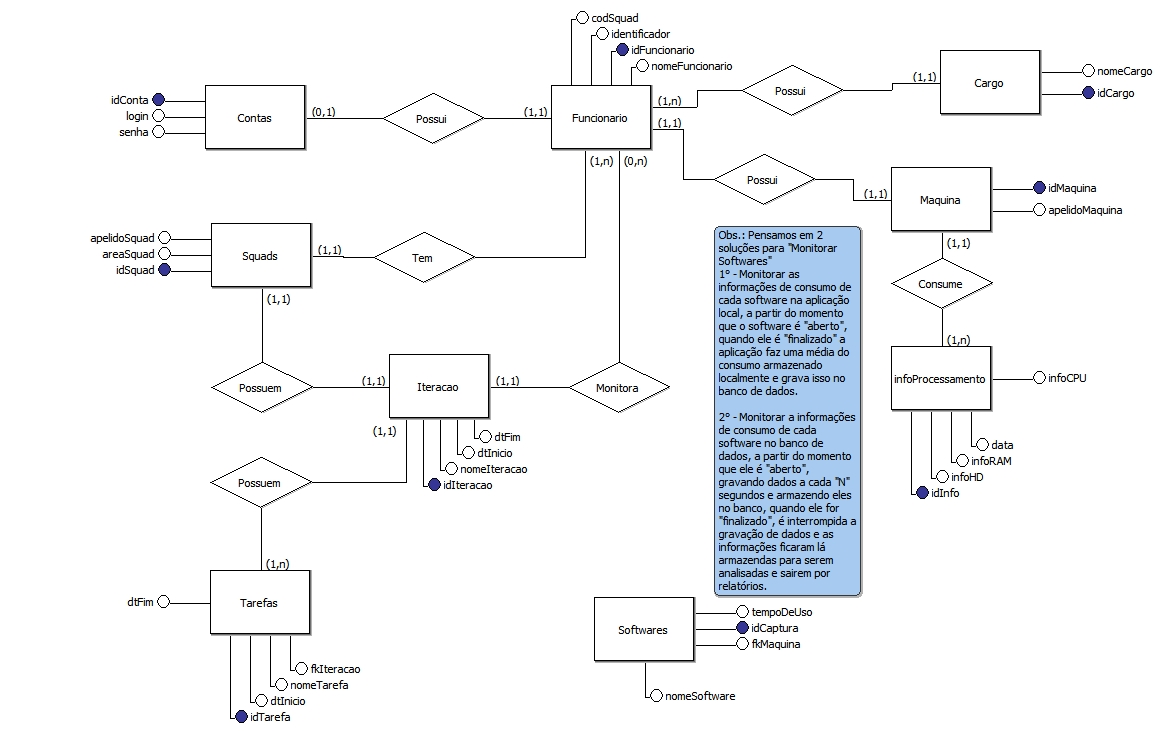 codSquad
identificador
idFuncionario
nomeFuncionario
idConta
login
senha
Contas
(0,1)
Possui
(1,1)
Funcionario
(1,n)
(1,1)
Possui
(1,1)
Cargo
nomeCargo
idCargo
(1,n)
(0,n)
Possui
(1,1)
Maquina
idMaquina
apelidoMaquina
apelidoSquad
areaSquad
idSquad
Squads
(1,1)
Tem
(1,1)
(1,1)
Consume
(1,n)
Obs.: Pensamos em 2
soluções para "Monitorar
Softwares"
1º - Monitorar as
informações de consumo de
cada software na aplicação
local, a partir do momento
que o software é "aberto",
quando ele é "finalizado" a
aplicação faz uma média do
consumo armazenado
localmente e grava isso no
banco de dados.
2º - Monitorar a informações
de consumo de cada
software no banco de
dados, a partir do momento
que ele é "aberto",
gravando dados a cada "N"
segundos e armazendo eles
no banco, quando ele for
"finalizado", é interrompida a
gravação de dados e as
informações ficaram lá
armazendas para serem
analisadas e sairem por
relatórios.
Possuem
(1,1)
Iteracao
(1,1)
Monitora
infoProcessamento
infoCPU
(1,1)
dtFim
dtInicio
nomeIteracao
idIteracao
data
infoRAM
infoHD
idInfo
Possuem
(1,n)
dtFim
Tarefas
fkIteracao
nomeTarefa
dtInicio
idTarefa
Softwares
tempoDeUso
idCaptura
fkMaquina
nomeSoftware